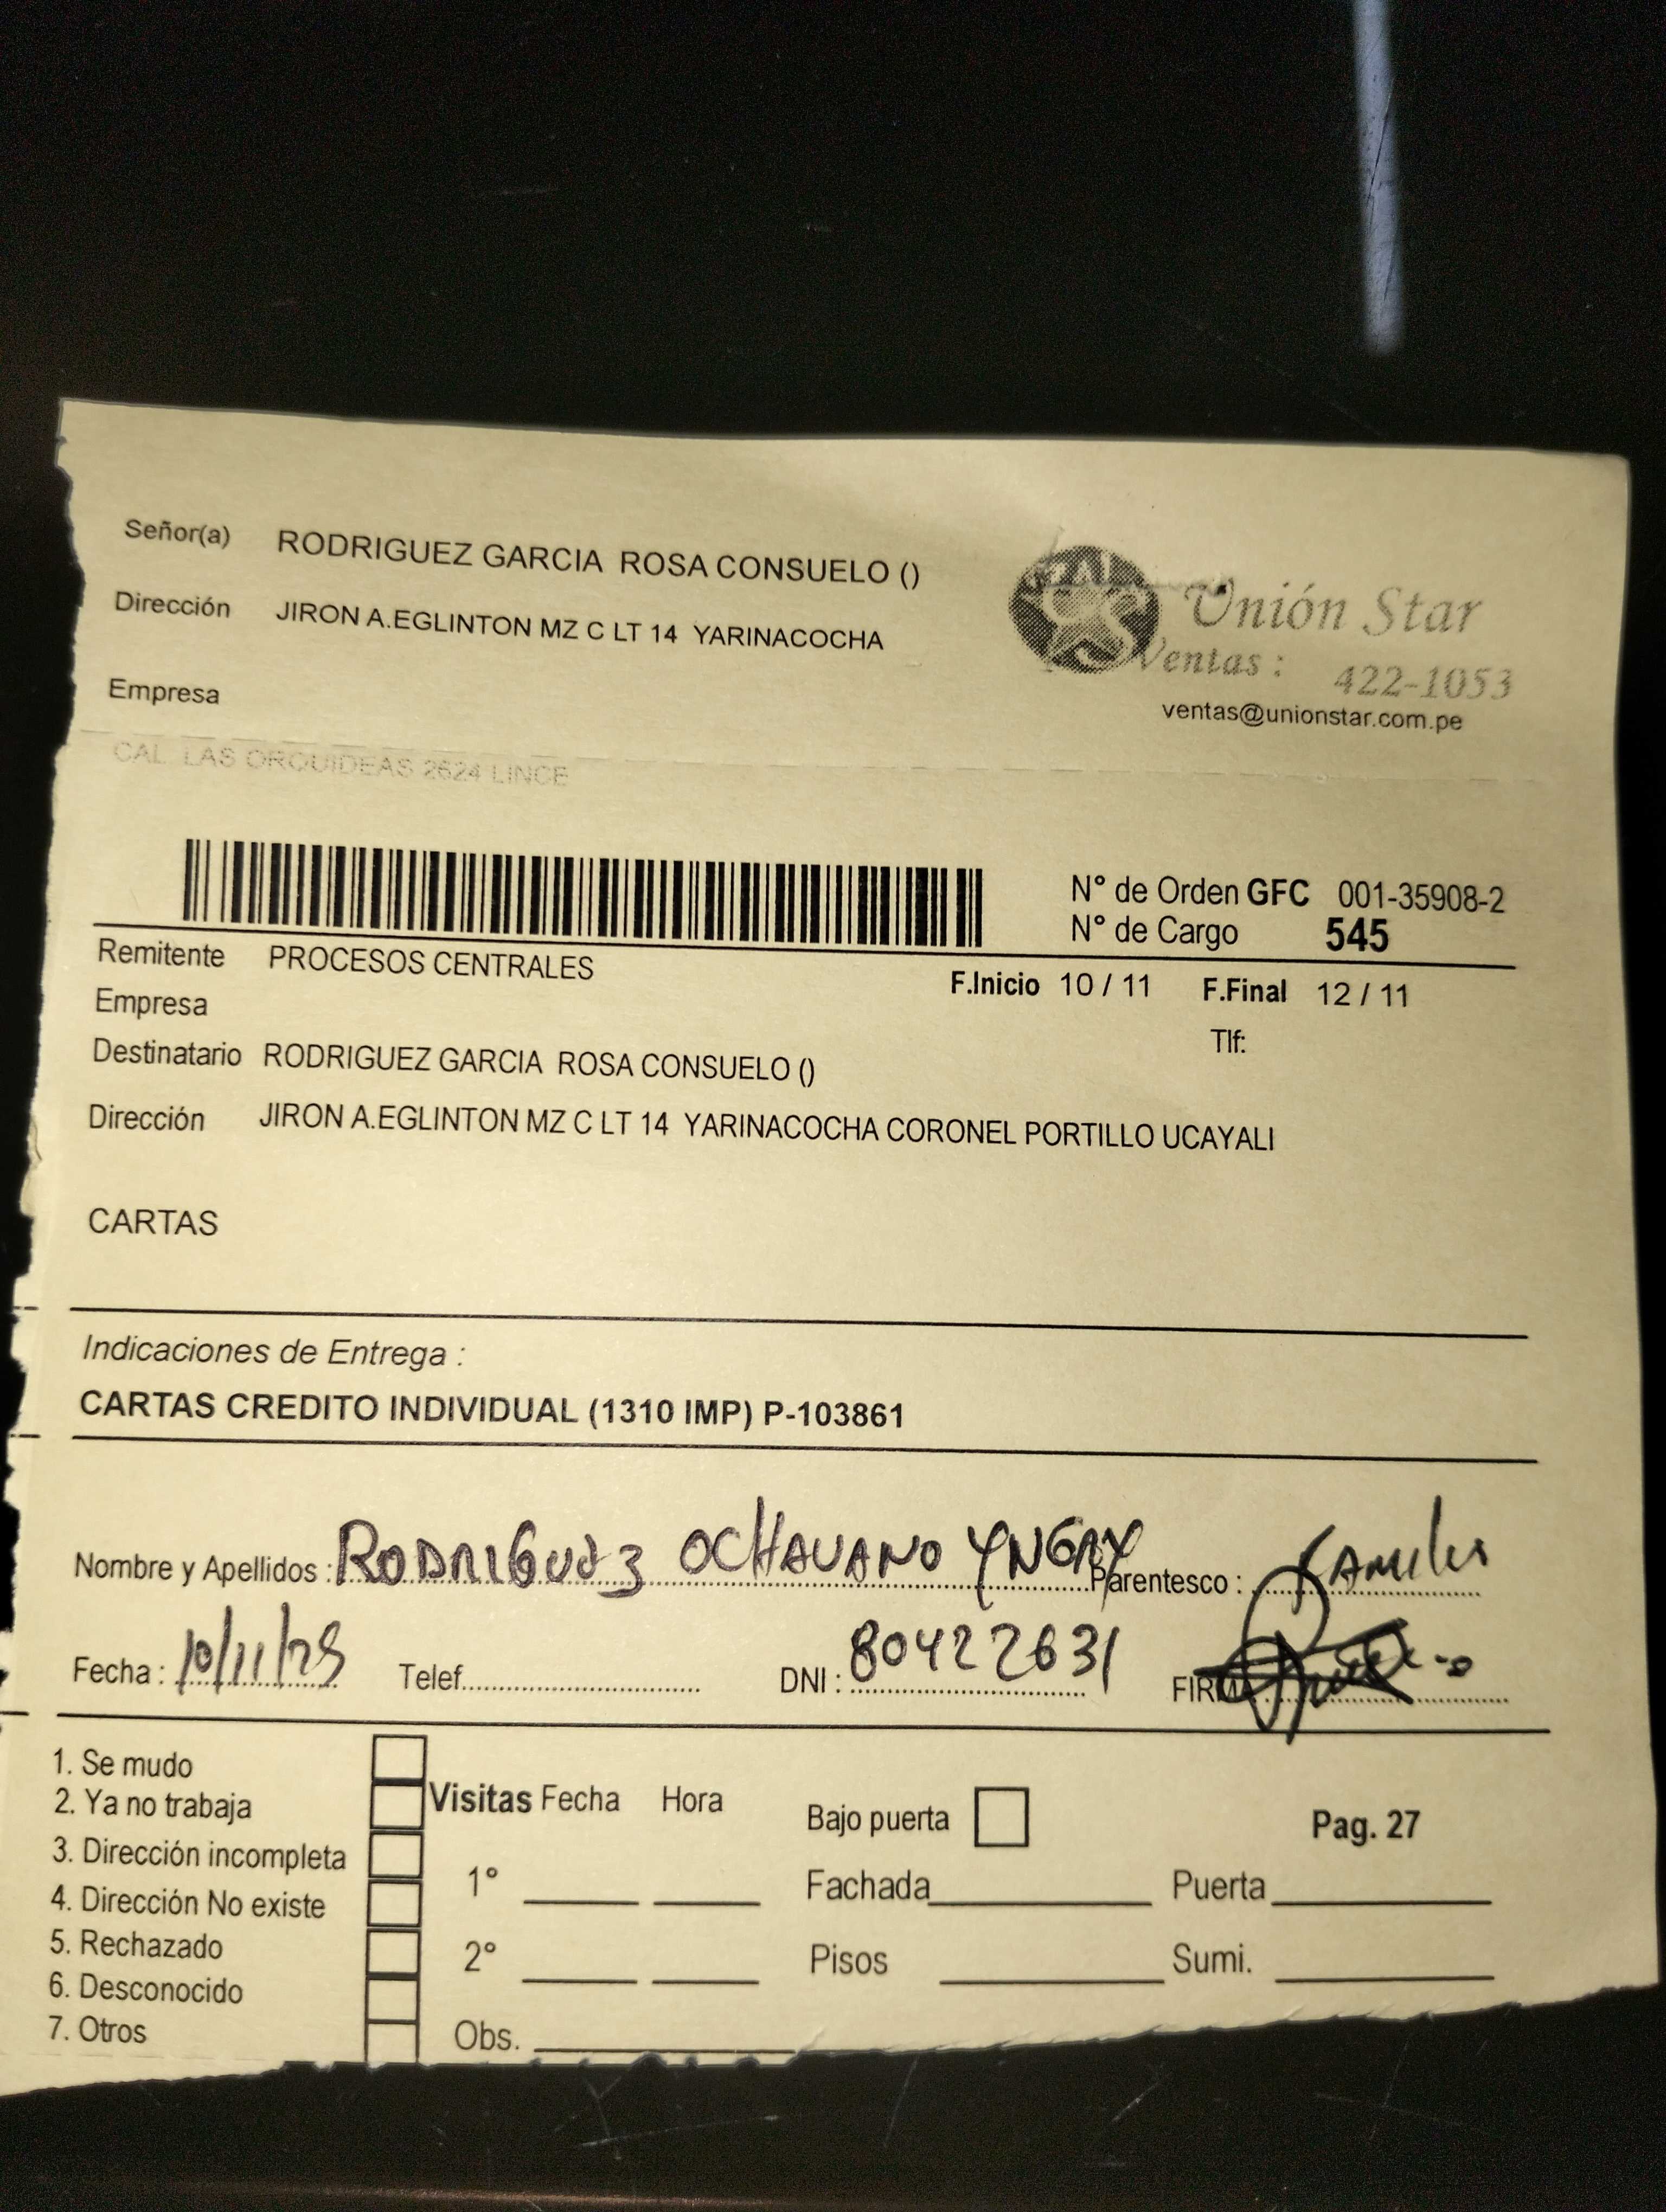 Señor(a) RODRIGUEZ GARCIA ROSA CONSUELO ()
Dirección JIRON A.EGLINTON MZ C LT 14 YARINACOCHA
Empresa
Unión Star
Ventas : 422-1053
ventas@unionstar.com.pe
CAL. LAS ORQUIDEAS 2624 LINCE
N° de Orden GFC 001-35908-2
N° de Cargo 545
Remitente PROCESOS CENTRALES
F.Inicio 10 / 11 F.Final 12 / 11
Empresa
Tlf:
Destinatario RODRIGUEZ GARCIA ROSA CONSUELO ()
Dirección JIRON A.EGLINTON MZ C LT 14 YARINACOCHA CORONEL PORTILLO UCAYALI
CARTAS
Indicaciones de Entrega :
CARTAS CREDITO INDIVIDUAL (1310 IMP) P-103861
Nombre y Apellidos : RODRIGUEZ OCHAVANO Parentesco :
Fecha : 10/11/25 Telef. DNI : 80422631 FIRMA
1. Se mudo
2. Ya no trabaja
3. Dirección incompleta
4. Dirección No existe
5. Rechazado
6. Desconocido
7. Otros
Visitas Fecha Hora
1°
2°
Obs.
Bajo puerta
Pag. 27
Fachada Puerta
Pisos Sumi.